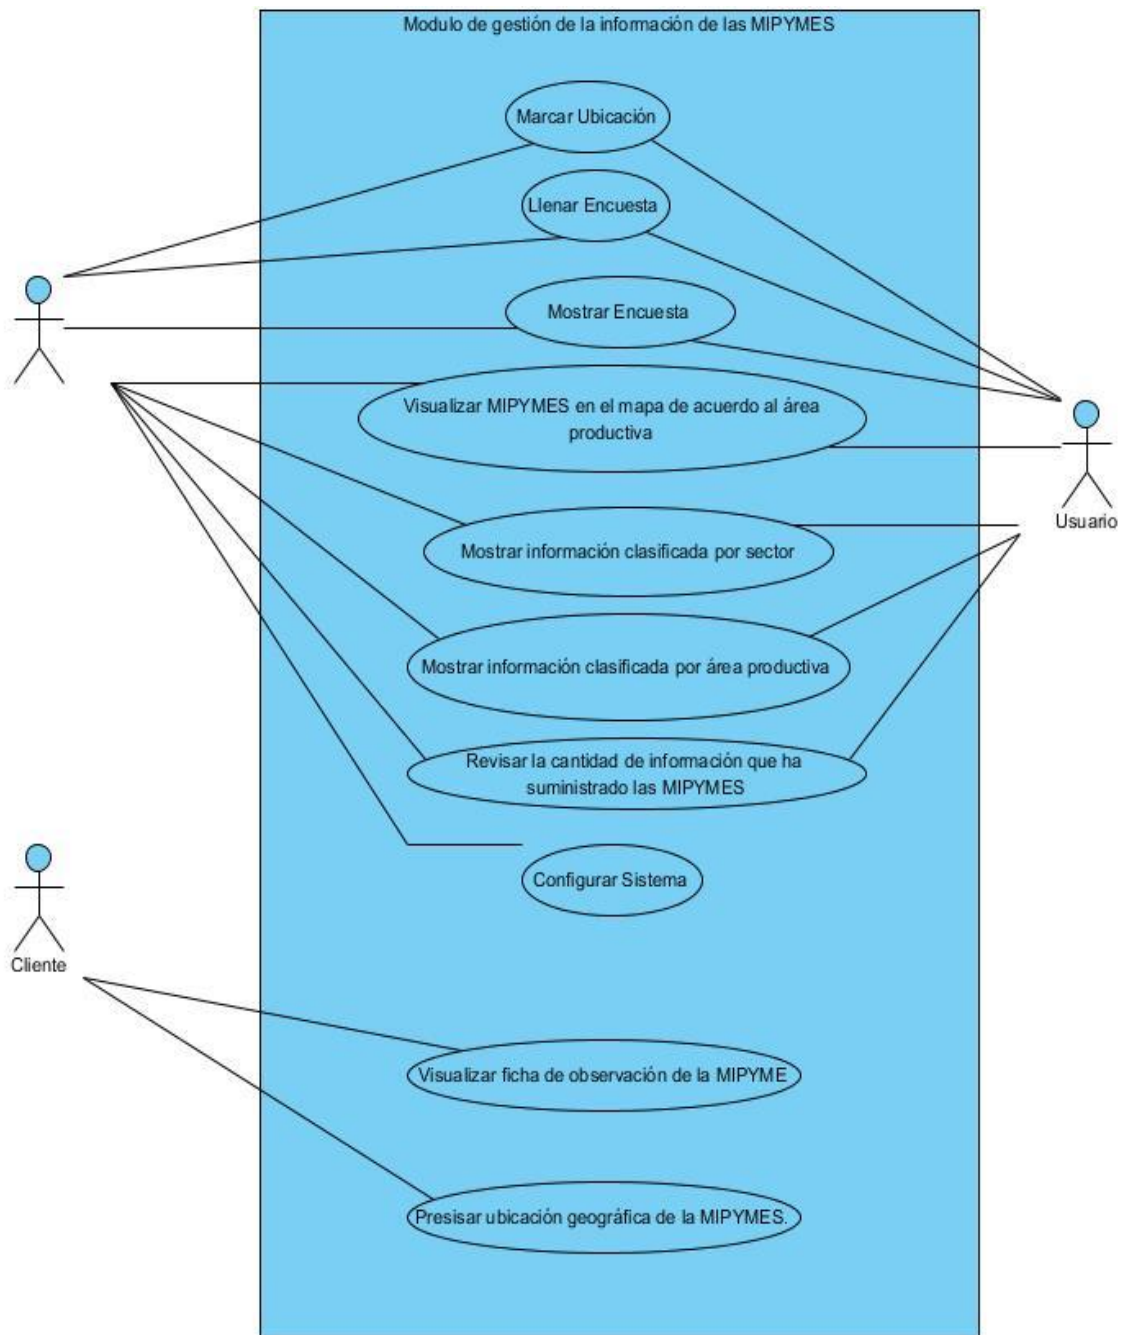 Modulo de gestión de la información de las MIPYMES
Marcar Ubicación
Llenar Encuesta
Mostrar Encuesta
Visualizar MIPYMES en el mapa de acuerdo al área
productiva
Usuario
Mostrar información clasificada por sector
Mostrar información clasificada por área productiva
Revisar la cantidad de información que ha
suministrado las MIPYMES
Configurar Sistema
Cliente
Visualizar ficha de observación de la MIPYME
Presisar ubicación geográfica de la MIPYMES.